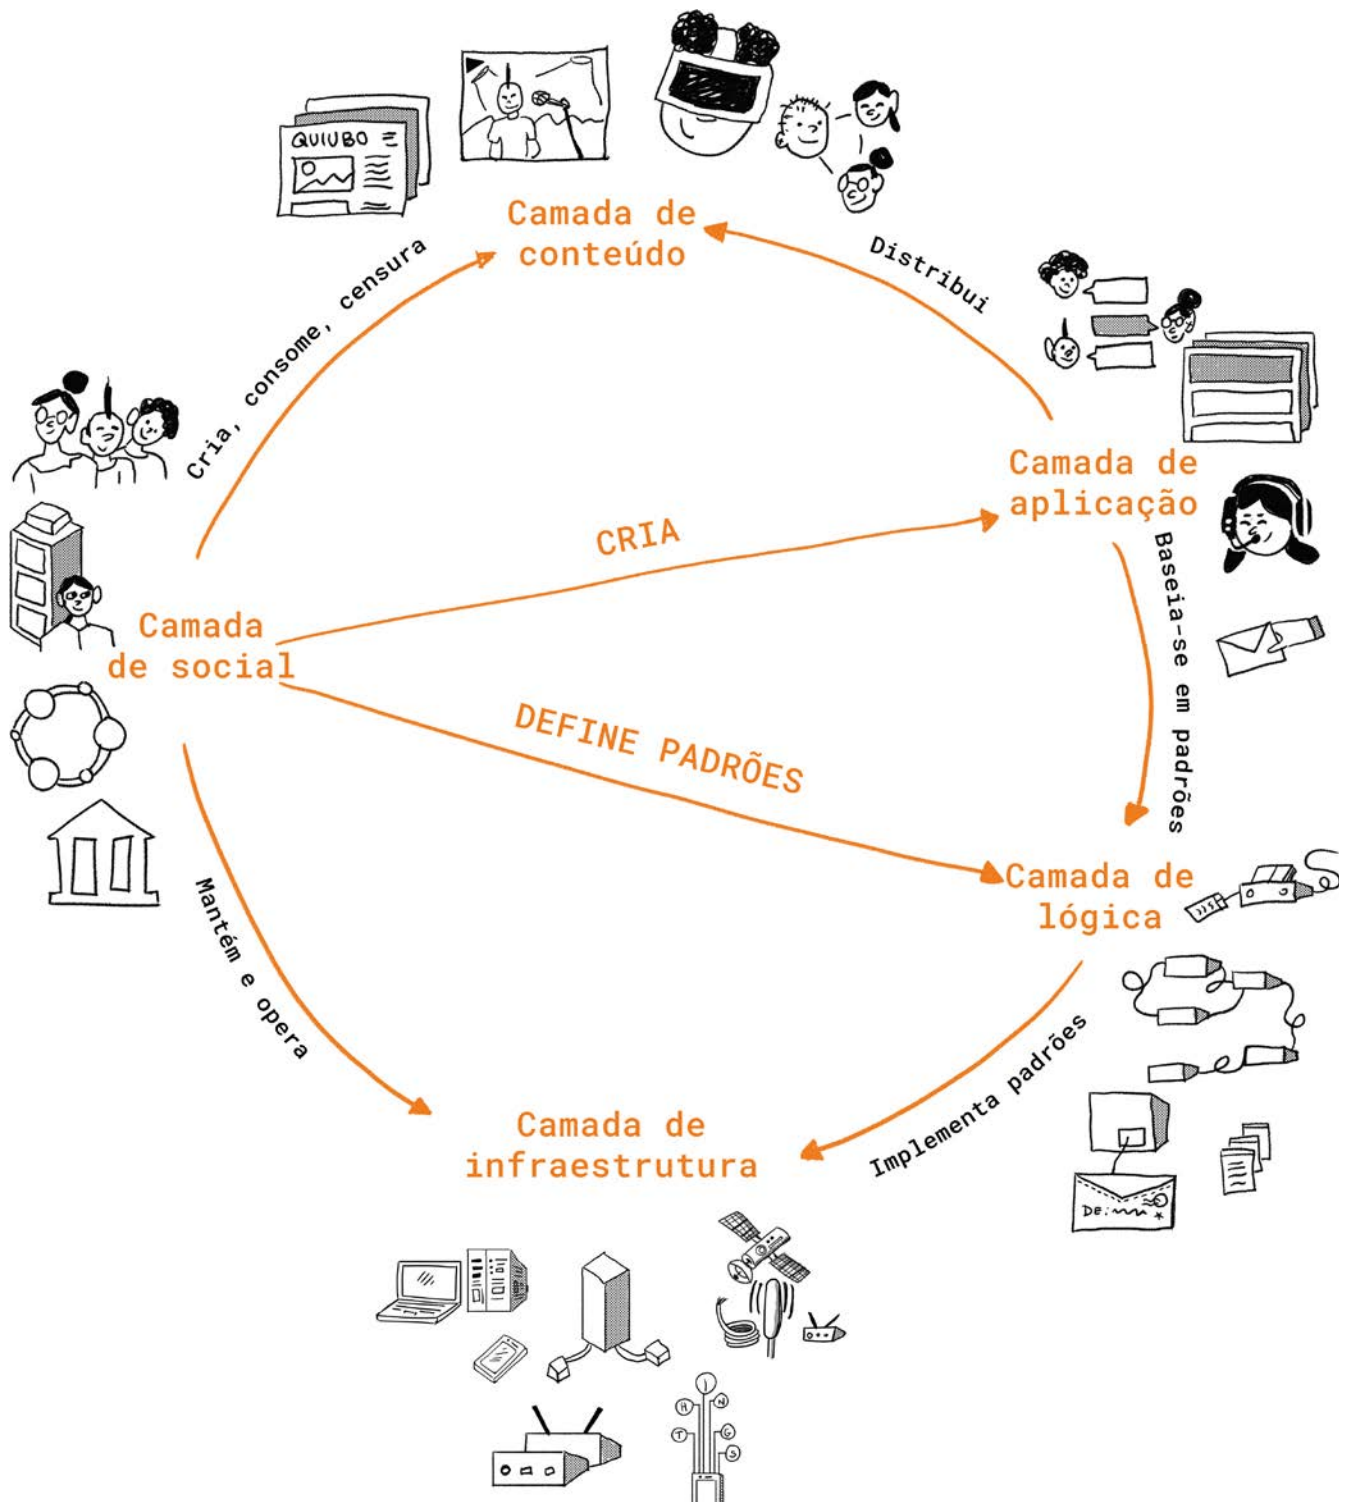 QUIUBO
Camada de
conteúdo
Cria, consome, censura
Distribui
Camada de
aplicação
CRIA
Baseia-se em padrões
Camada
de social
DEFINE PADRÕES
Camada de
lógica
Mantém e opera
Implementa padrões
DE:
Camada de
infraestrutura
I
H N
T G
S